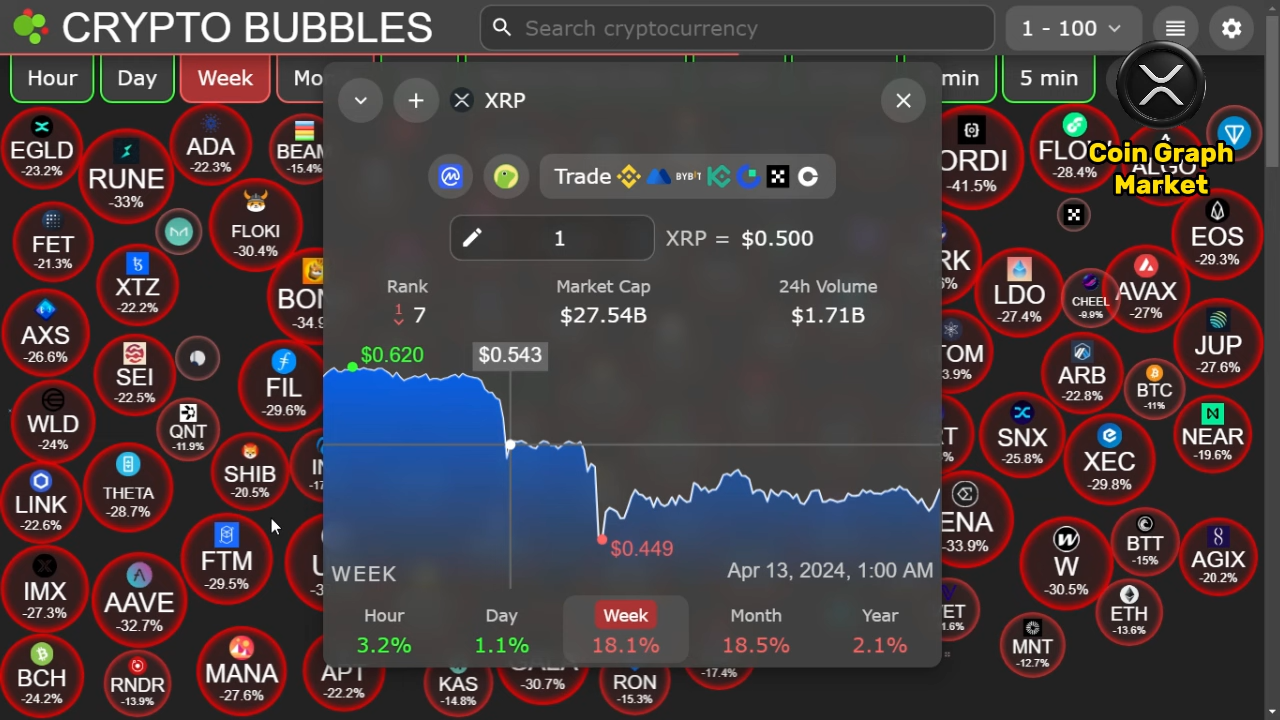 CRYPTO BUBBLES
Search cryptocurrency
1 - 100
Hour
Day
Week
5 min
Coin Graph
Market
XRP
Trade
BYBIT
1
XRP = $0.500
Rank
Market Cap
24h Volume
1
7
$27.54B
$1.71B
$0.620
$0.543
$0.449
WEEK
Apr 13, 2024, 1:00 AM
Hour
Day
Week
Month
Year
3.2%
1.1%
18.1%
18.5%
2.1%
EGLD
-23.2%
RUNE
-33%
ADA
-22.3%
BEAM
-15.4%
FET
-21.3%
FLOKI
-30.4%
XTZ
-22.2%
AXS
-26.6%
SEI
-22.5%
FIL
-29.6%
WLD
-24%
QNT
-11.9%
SHIB
-20.5%
LINK
-22.6%
THETA
-28.7%
FTM
-29.5%
IMX
-27.3%
AAVE
-32.7%
BCH
-24.2%
RNDR
-13.9%
MANA
-27.6%
APT
-22.2%
KAS
-14.8%
-30.7%
RON
-15.3%
-17.4%
ORDI
-41.5%
-28.4%
ALGO
EOS
-29.3%
LDO
-27.4%
CHEEL
-9.9%
AVAX
-27%
JUP
-27.6%
ARB
-22.8%
BTC
-11%
SNX
-25.8%
XEC
-29.8%
NEAR
-19.6%
ENA
-33.9%
W
-30.5%
BTT
-15%
AGIX
-20.2%
ETH
-13.6%
MNT
-12.7%